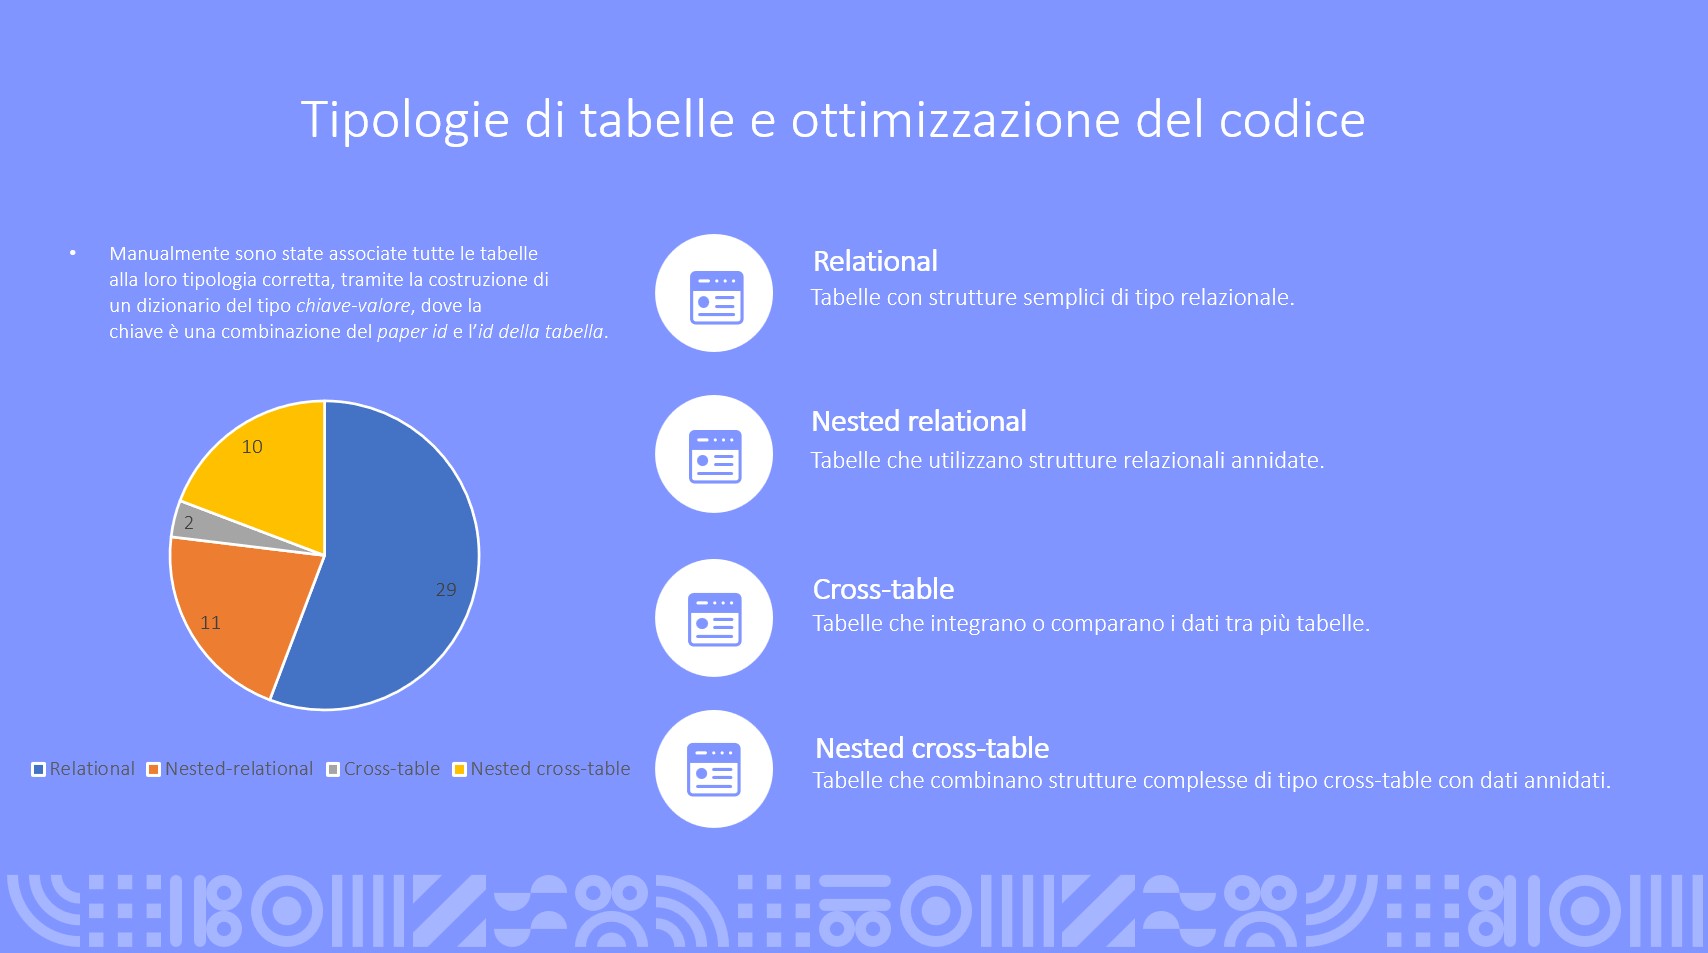 Tipologie di tabelle e ottimizzazione del codice
• Manualmente sono state associate tutte le tabelle
alla loro tipologia corretta, tramite la costruzione di
un dizionario del tipo chiave-valore, dove la
chiave è una combinazione del paper id e l’id della tabella.
10
2
29
11
Relational Nested-relational Cross-table Nested cross-table
Relational
Tabelle con strutture semplici di tipo relazionale.
Nested relational
Tabelle che utilizzano strutture relazionali annidate.
Cross-table
Tabelle che integrano o comparano i dati tra più tabelle.
Nested cross-table
Tabelle che combinano strutture complesse di tipo cross-table con dati annidati.